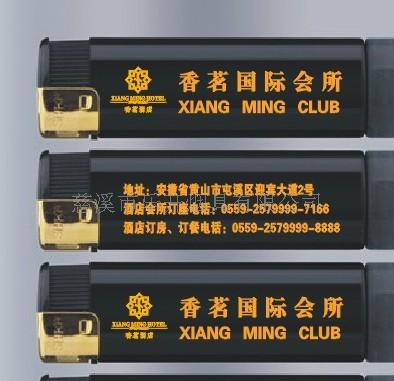 XIANG MING HOTEL
香茗酒店
香茗国际会所
XIANG MING CLUB
地址：安徽省黄山市屯溪区迎宾大道2号
酒店会所订座电话：0559-2579999-7166
酒店订房、订餐电话：0559-2579999-8888
XIANG MING HOTEL
香茗酒店
香茗国际会所
XIANG MING CLUB